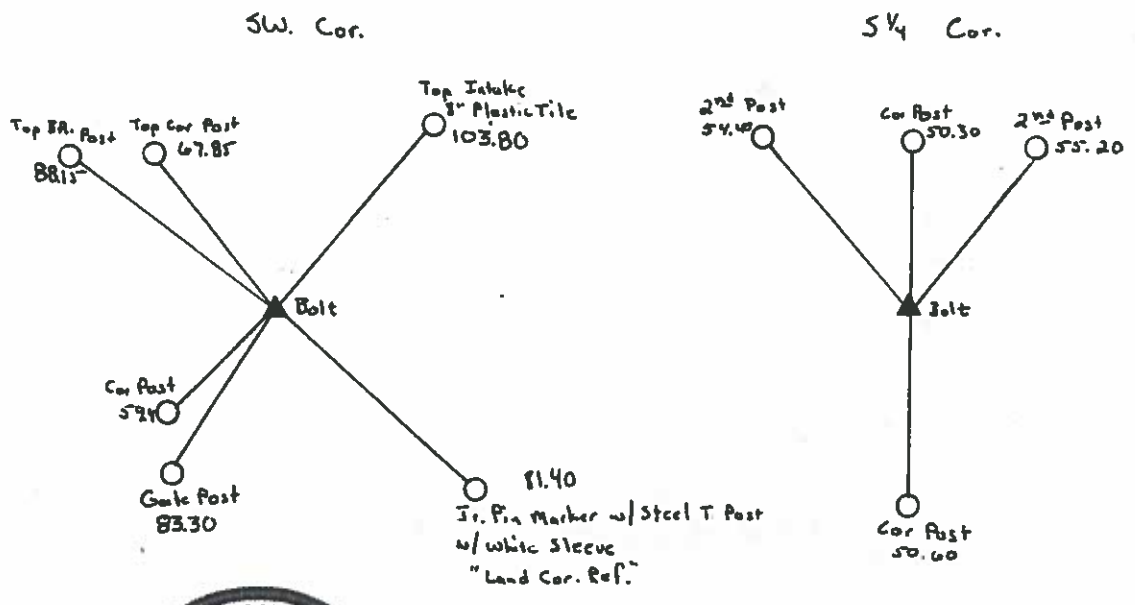 SW. Cor.
Top BR. Post
88.15
Top Cor Post
67.85
Top Intake
8" Plastic Tile
103.80
Bolt
Cor Post
Gate Post
83.30
81.40
Ir. Pin Marker w/ Steel T Post
w/ White Sleeve
"Land Cor. Ref."
S 1/4 Cor.
2nd Post
54.40
Cor Post
50.30
2nd Post
55.20
Bolt
Cor Post
50.60